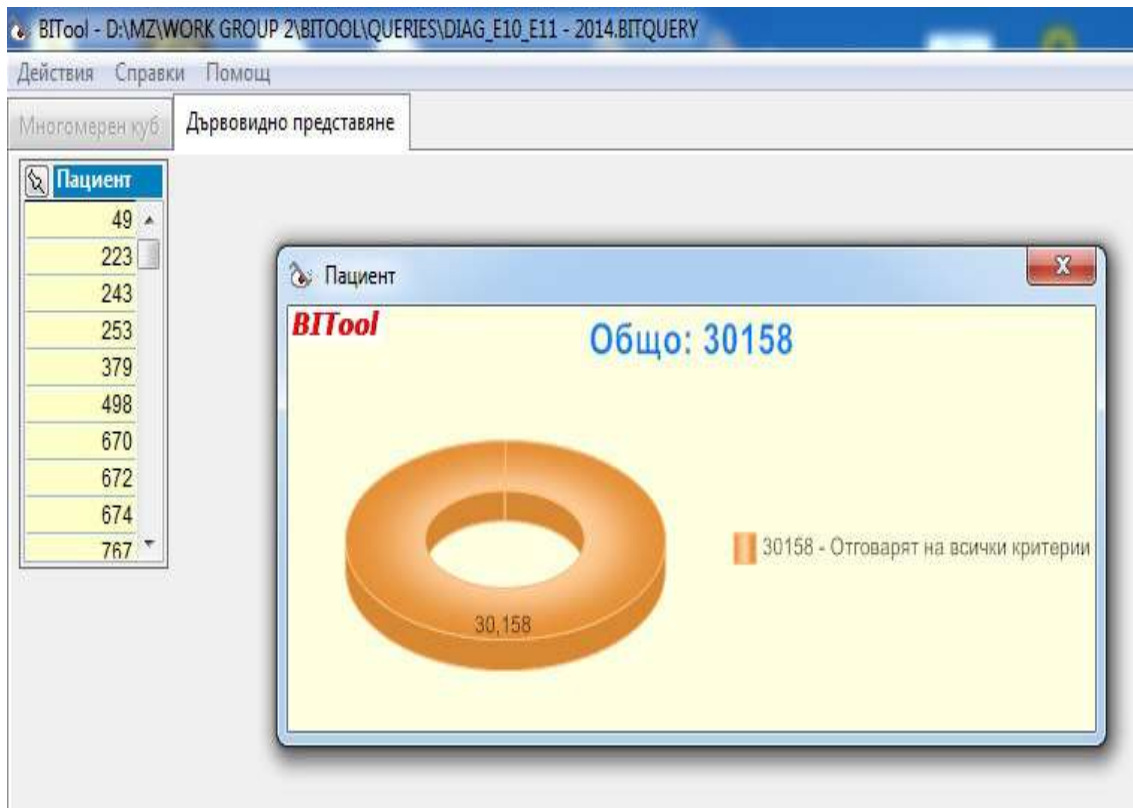 BITool - D:\MZ\WORK GROUP 2\BITOOL\QUERIES\DIAG_E10_E11 - 2014.BITQUERY
Действия Справки Помощ
Многомерен куб Дървовидно представяне
Пациент
49
223
243
253
379
498
670
672
674
767
Пациент
X
BITool
Общо: 30158
30158 - Отговарят на всички критерии
30,158